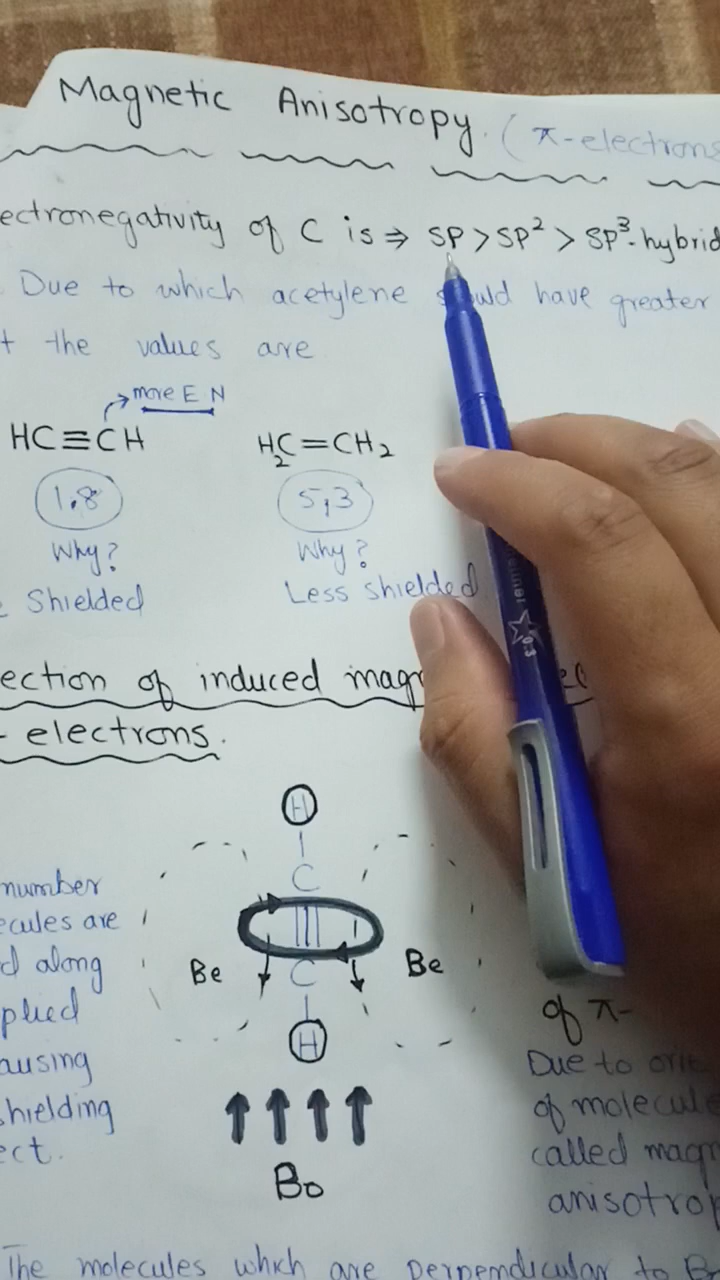 Magnetic Anisotropy. (π-electrons
ectronegativity of C is ⇒ SP > SP² > SP³-hybrid
Due to which acetylene should have greater
t the values are
more E N
HC≡CH H₂C=CH₂
1.8 5,3
Why? Why?
Shielded Less shielded
ection of induced mag
- electrons.
H
C
number
ecules are
d along
Be C Be
plied
H
of π-
ausing
Due to
hielding
of molecule
ect.
called mag
B₀
anisotro
The molecules which are perpendicular to B